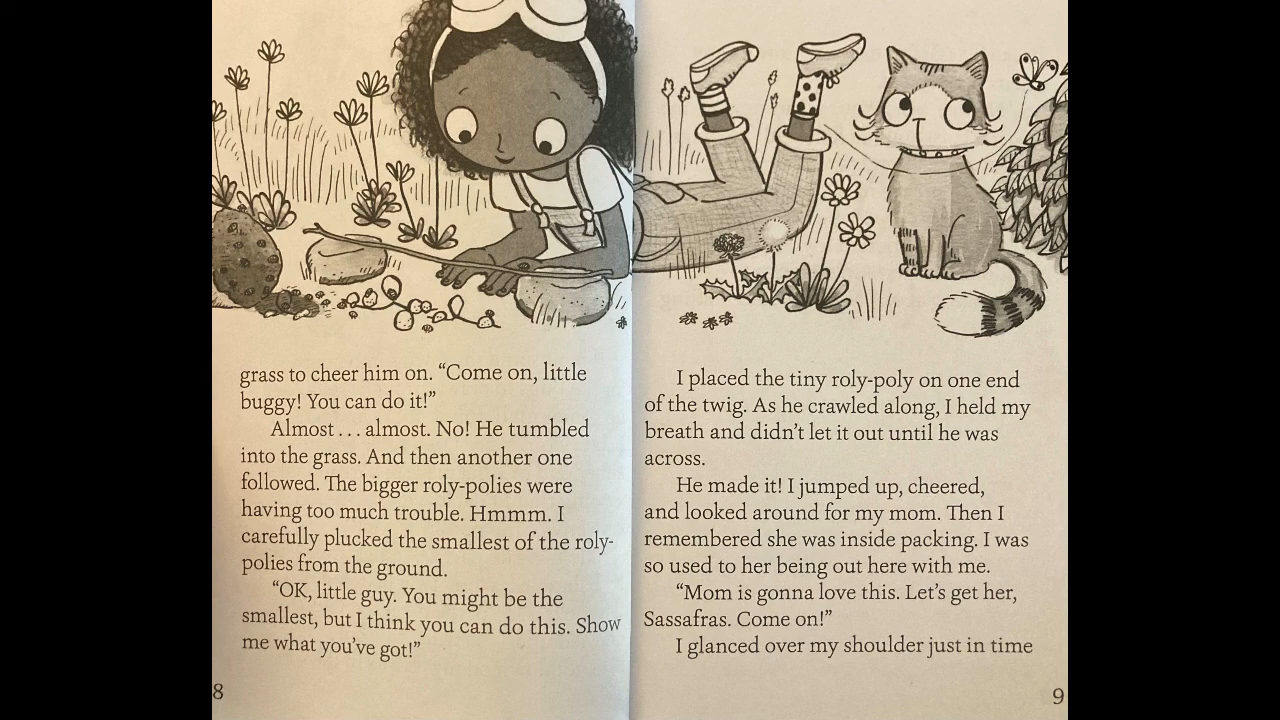 grass to cheer him on. “Come on, little
buggy! You can do it!”
Almost . . . almost. No! He tumbled
into the grass. And then another one
followed. The bigger roly-polies were
having too much trouble. Hmmm. I
carefully plucked the smallest of the roly-
polies from the ground.
“OK, little guy. You might be the
smallest, but I think you can do this. Show
me what you’ve got!”
8
I placed the tiny roly-poly on one end
of the twig. As he crawled along, I held my
breath and didn’t let it out until he was
across.
He made it! I jumped up, cheered,
and looked around for my mom. Then I
remembered she was inside packing. I was
so used to her being out here with me.
“Mom is gonna love this. Let’s get her,
Sassafras. Come on!”
I glanced over my shoulder just in time
9